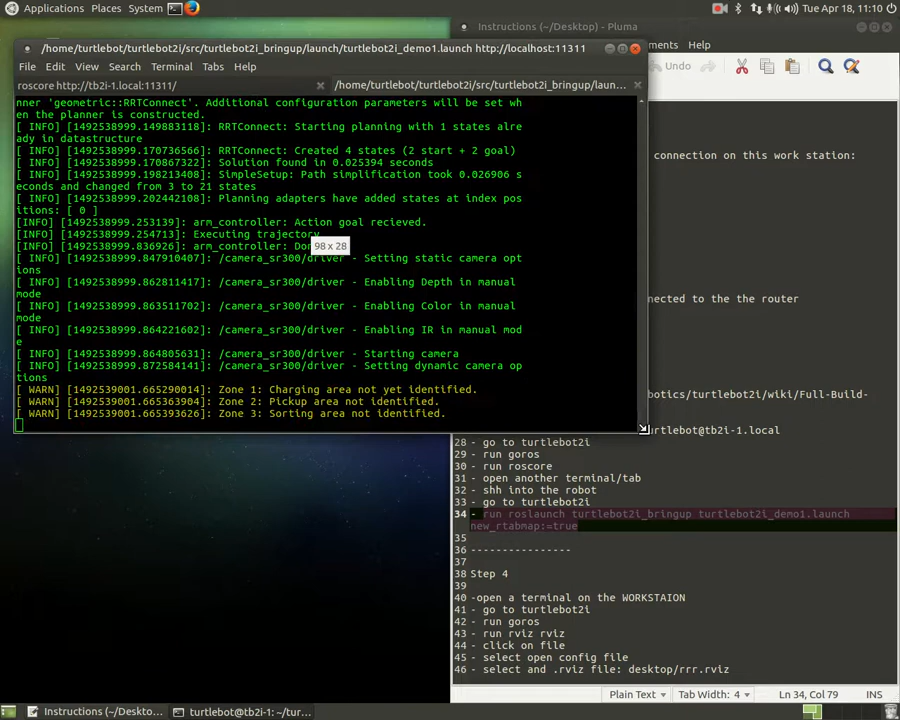 Applications Places System
Tue Apr 18, 11:10
Instructions (~/Desktop) - Pluma
/home/turtlebot/turtlebot2i/src/turtlebot2i_bringup/launch/turtlebot2i_demo1.launch http://localhost:11311
ments Help
File Edit View Search Terminal Tabs Help
Undo
roscore http://tb2i-1.local:11311/
/home/turtlebot/turtlebot2i/src/turtlebot2i_bringup/laun...
nner 'geometric::RRTConnect'. Additional configuration parameters will be set wh
en the planner is constructed.
[ INFO] [1492538999.149883118]: RRTConnect: Starting planning with 1 states alre
ady in datastructure
[ INFO] [1492538999.170736566]: RRTConnect: Created 4 states (2 start + 2 goal)
[ INFO] [1492538999.170867322]: Solution found in 0.025394 seconds
[ INFO] [1492538999.198213408]: SimpleSetup: Path simplification took 0.026906 s
econds and changed from 3 to 21 states
[ INFO] [1492538999.202442108]: Planning adapters have added states at index pos
itions: [ 0 ]
[INFO] [1492538999.253139]: arm_controller: Action goal recieved.
[INFO] [1492538999.254713]: Executing trajectory
[INFO] [1492538999.836926]: arm_controller: Do
98 x 28
[ INFO] [1492538999.847910407]: /camera_sr300/driver - Setting static camera opt
ions
[ INFO] [1492538999.862811417]: /camera_sr300/driver - Enabling Depth in manual
mode
[ INFO] [1492538999.863511702]: /camera_sr300/driver - Enabling Color in manual
mode
[ INFO] [1492538999.864221602]: /camera_sr300/driver - Enabling IR in manual mod
e
[ INFO] [1492538999.864805631]: /camera_sr300/driver - Starting camera
[ INFO] [1492538999.872584141]: /camera_sr300/driver - Setting dynamic camera op
tions
[ WARN] [1492539001.665290014]: Zone 1: Charging area not yet identified.
[ WARN] [1492539001.665363904]: Zone 2: Pickup area not identified.
[ WARN] [1492539001.665393626]: Zone 3: Sorting area not identified.
connection on this work station:
nected to the the router
botics/turtlebot2i/wiki/Full-Build-
urtlebot@tb2i-1.local
28 - go to turtlebot2i
29 - run goros
30 - run roscore
31 - open another terminal/tab
32 - shh into the robot
33 - go to turtlebot2i
34 - run roslaunch turtlebot2i_bringup turtlebot2i_demo1.launch
new_rtabmap:=true
35
36 ----------------
37
38 Step 4
39
40 -open a terminal on the WORKSTAION
41 - go to turtlebot2i
42 - run goros
43 - run rviz rviz
44 - click on file
45 - select open config file
46 - select and .rviz file: desktop/rrr.rviz
Plain Text Tab Width: 4 Ln 34, Col 79 INS
Instructions (~/Deskto...
turtlebot@tb2i-1: ~/tur...